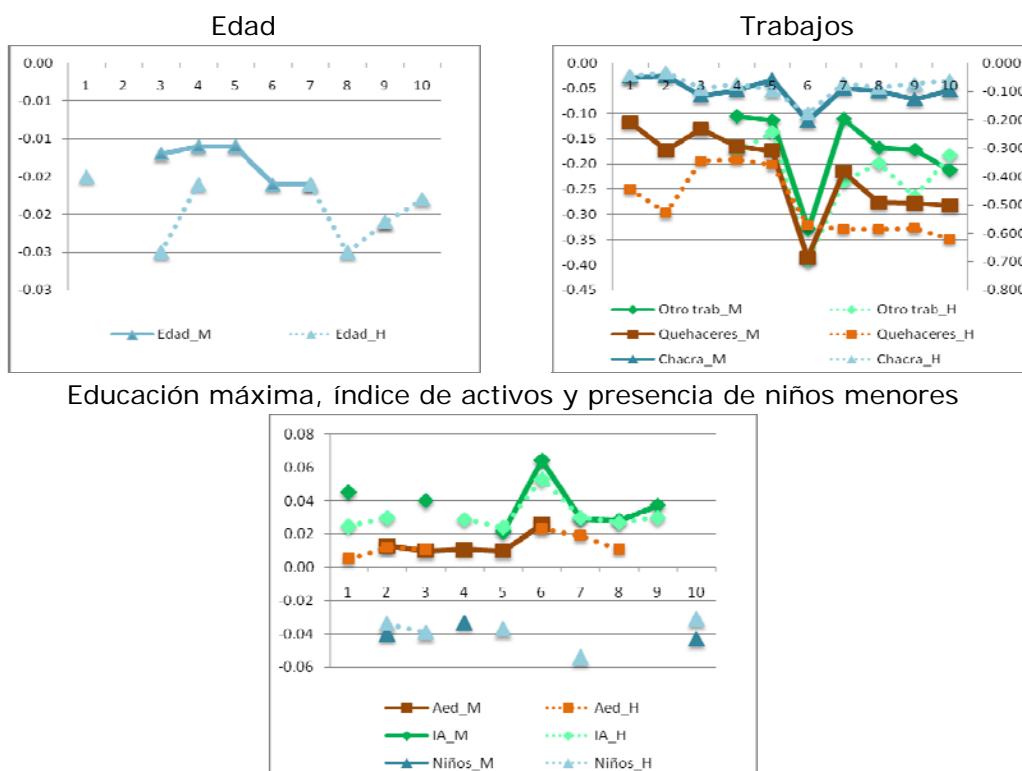 Edad
Trabajos
0.00
1 2 3 4 5 6 7 8 9 10
-0.01
-0.01
-0.02
-0.02
-0.03
-0.03
Edad_M Edad_H
0.00 0.000
1 2 3 4 5 6 7 8 9 10
-0.05 -0.100
-0.10 -0.200
-0.15 -0.300
-0.20 -0.400
-0.25 -0.500
-0.30 -0.600
-0.35 -0.700
-0.40 -0.800
-0.45
Otro trab_M Otro trab_H
Quehaceres_M Quehaceres_H
Chacra_M Chacra_H
Educación máxima, índice de activos y presencia de niños menores
0.08
0.06
0.04
0.02
0.00
1 2 3 4 5 6 7 8 9 10
-0.02
-0.04
-0.06
Aed_M Aed_H
IA_M IA_H
Niños_M Niños_H